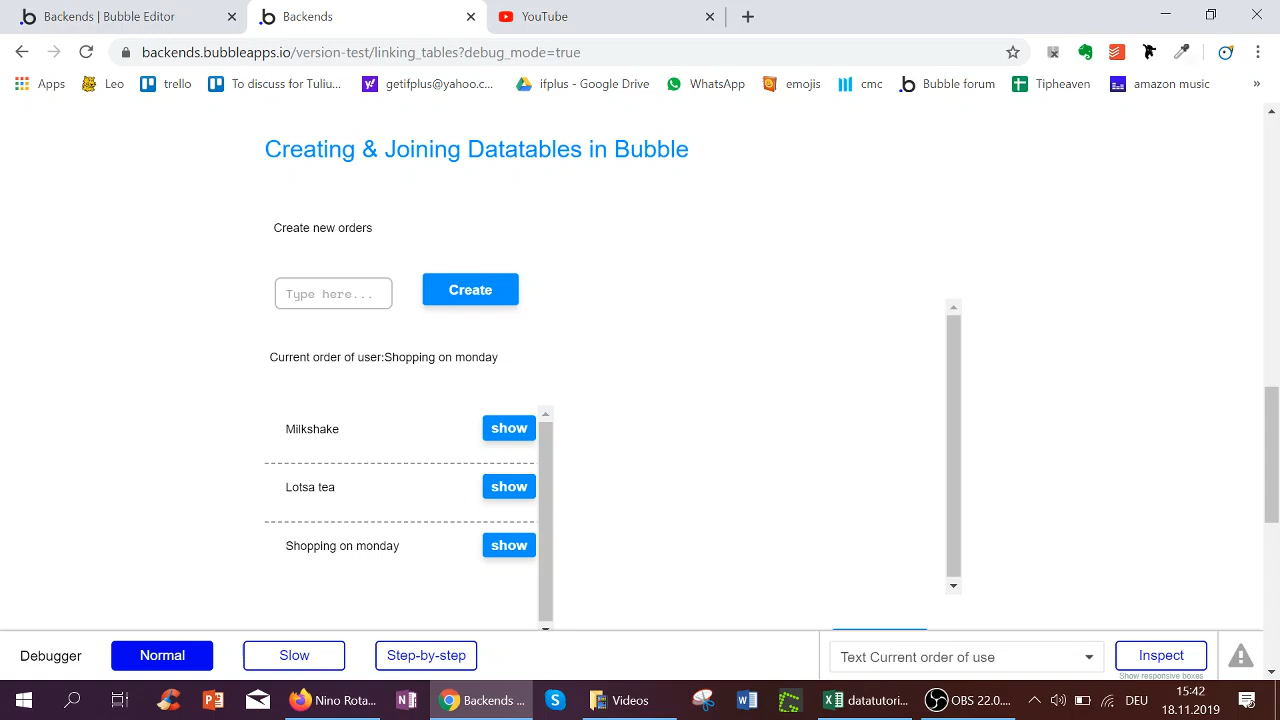 Backends | Bubble Editor
Backends
YouTube
backends.bubbleapps.io/version-test/linking_tables?debug_mode=true
Apps
Leo
trello
To discuss for Tuliu...
getifplus@yahoo.c...
ifplus - Google Drive
WhatsApp
emojis
cmc
Bubble forum
Tipheaven
amazon music
»
Creating & Joining Datatables in Bubble
Create new orders
Type here...
Create
Current order of user:Shopping on monday
Milkshake
show
Lotsa tea
show
Shopping on monday
show
Debugger
Normal
Slow
Step-by-step
Text Current order of use
Inspect
Show responsive boxes
Nino Rota...
Backends ...
Videos
datatutori...
OBS 22.0....
DEU
15:42
18.11.2019